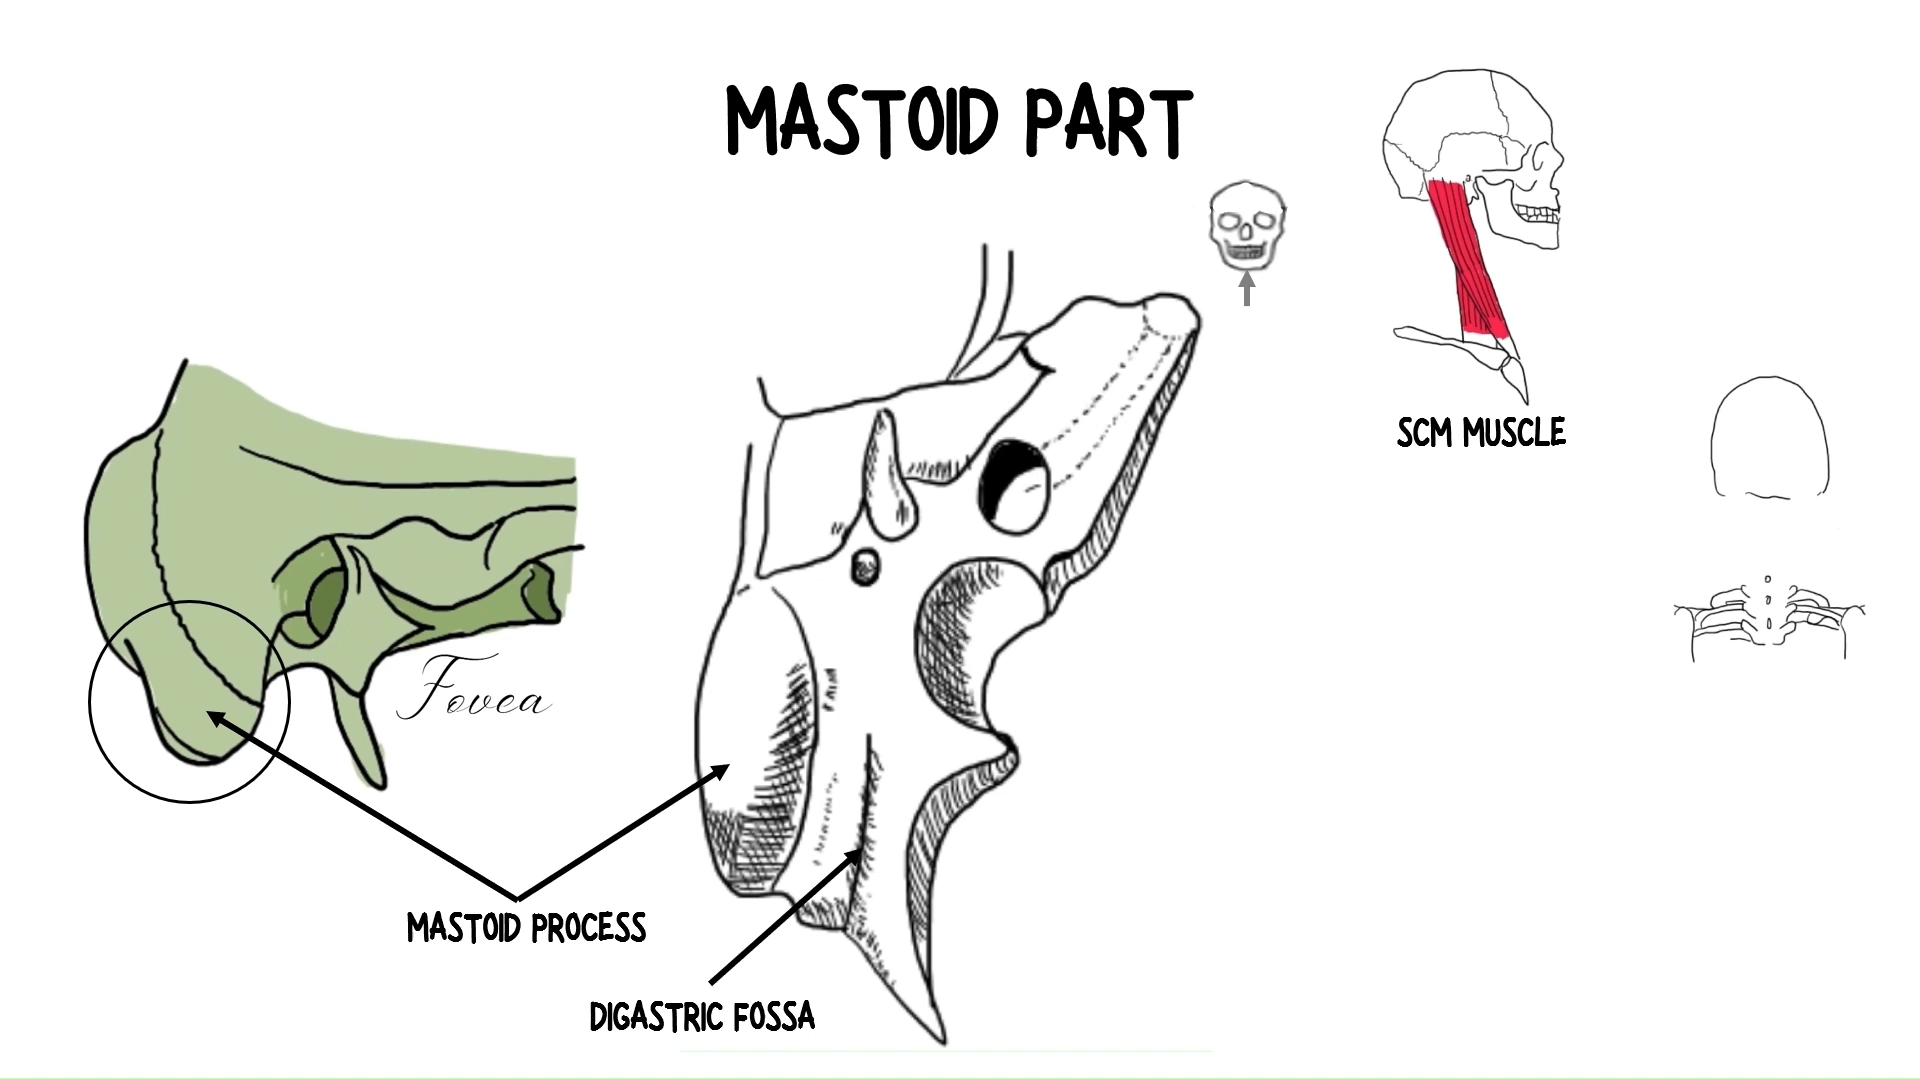 MASTOID PART
SCM MUSCLE
Fovea
MASTOID PROCESS
DIGASTRIC FOSSA